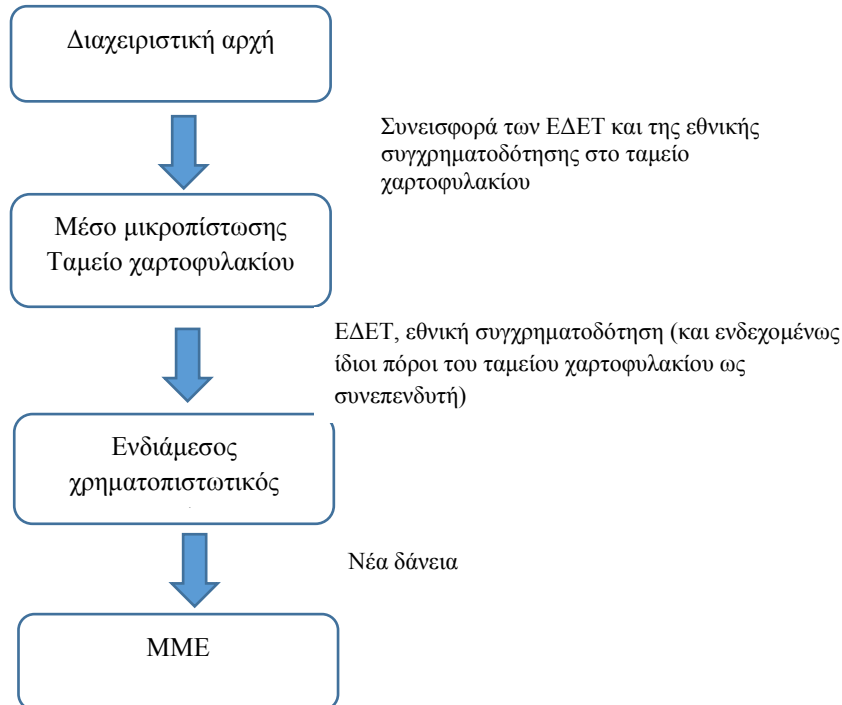 Διαχειριστική αρχή
Συνεισφορά των ΕΔΕΤ και της εθνικής
συγχρηματοδότησης στο ταμείο
χαρτοφυλακίου
Μέσο μικροπίστωσης
Ταμείο χαρτοφυλακίου
ΕΔΕΤ, εθνική συγχρηματοδότηση (και ενδεχομένως
ίδιοι πόροι του ταμείου χαρτοφυλακίου ως
συνεπενδυτή)
Ενδιάμεσος
χρηματοπιστωτικός
Νέα δάνεια
ΜΜΕ